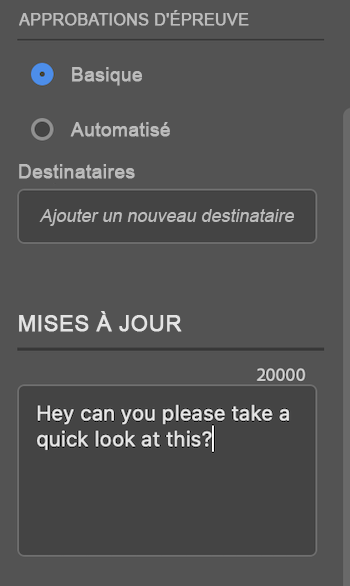 APPROBATIONS D'ÉPREUVE
Basique
Automatisé
Destinataires
Ajouter un nouveau destinataire
MISES À JOUR
20000
Hey can you please take a
quick look at this?